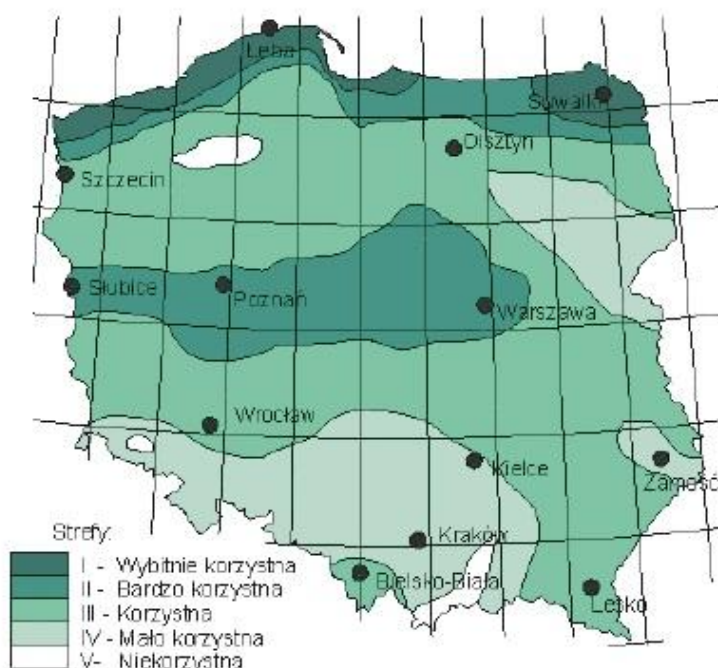 Łeba
Suwałki
Olsztyn
Szczecin
Słubice
Poznań
Warszawa
Wrocław
Kielce
Zamość
Kraków
Bielsko-Biała
Lesko
Strefy:
I - Wybitnie korzystna
II - Bardzo korzystna
III - Korzystna
IV - Mało korzystna
V- Niekorzystna